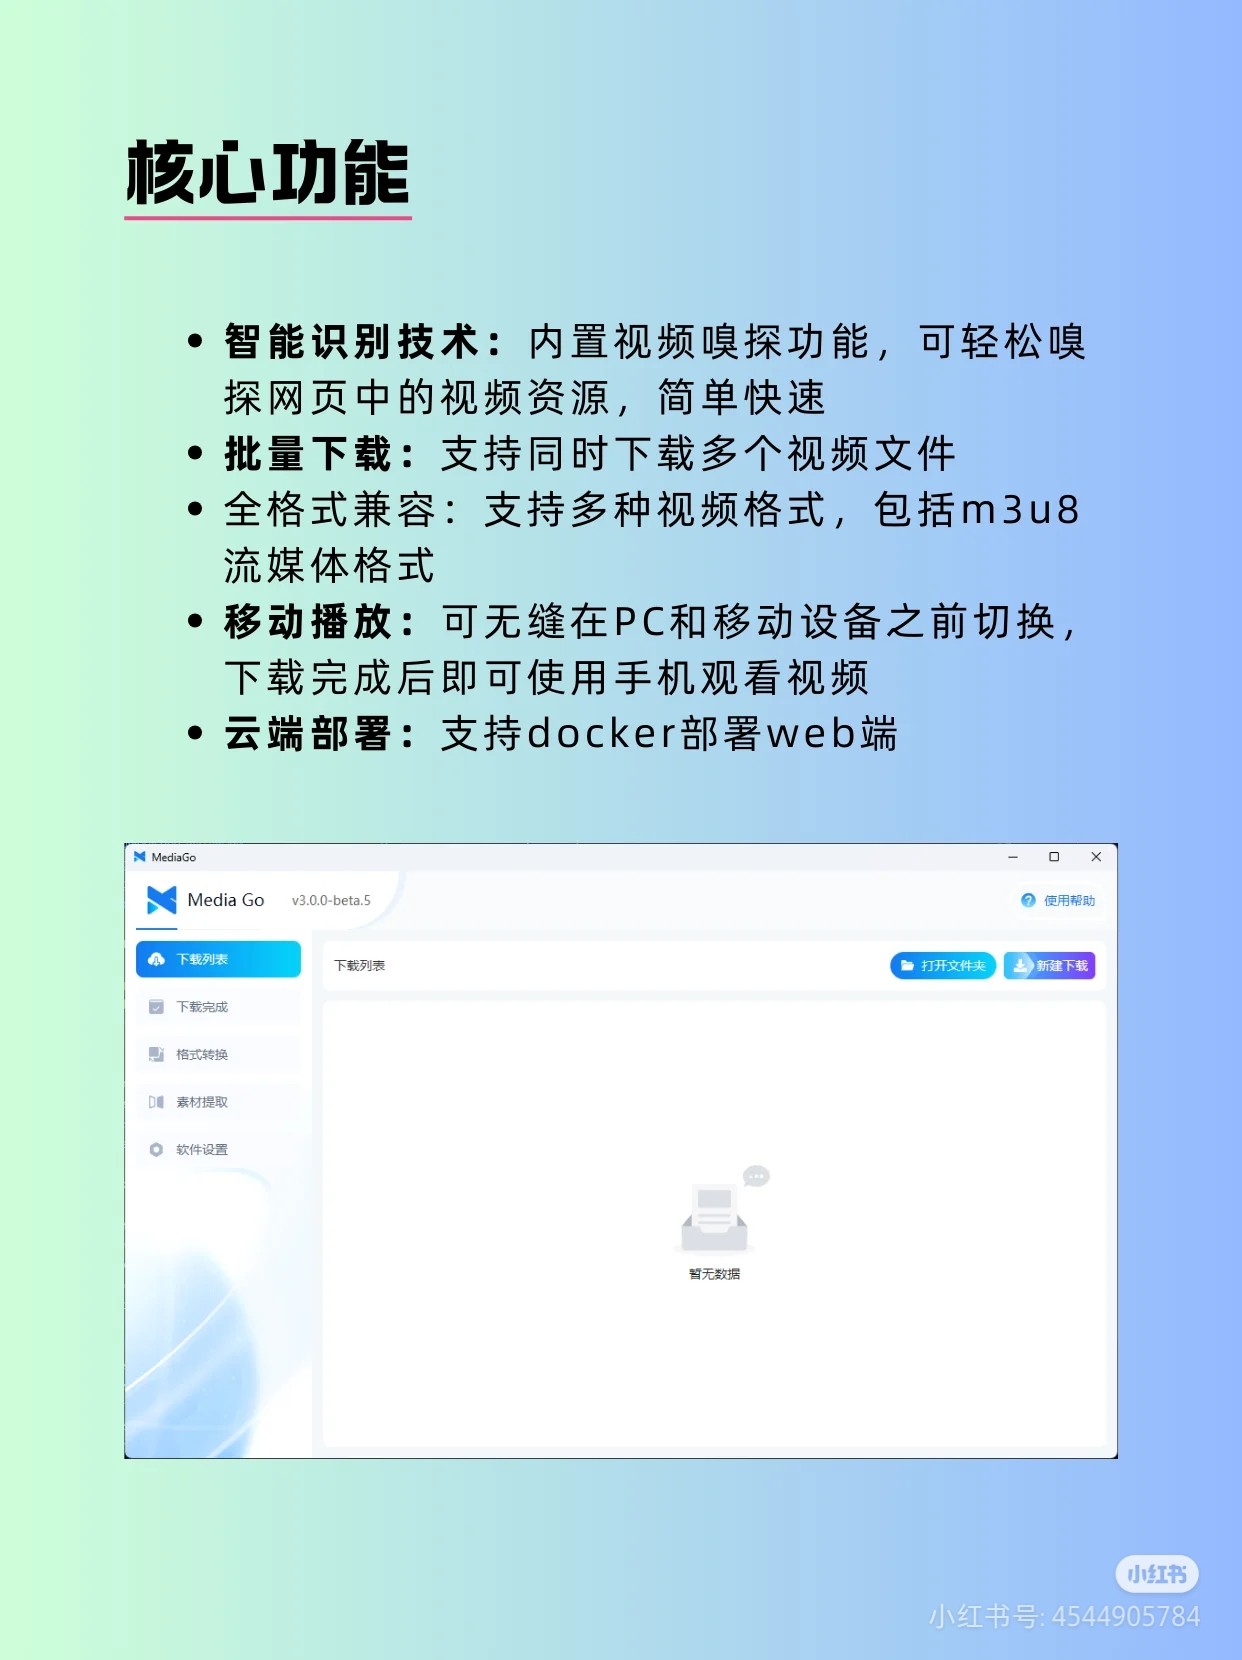 核心功能
智能识别技术：内置视频嗅探功能，可轻松嗅
探网页中的视频资源，简单快速
批量下载：支持同时下载多个视频文件
全格式兼容：支持多种视频格式，包括m3u8
流媒体格式
移动播放：可无缝在PC和移动设备之前切换，
下载完成后即可使用手机观看视频
云端部署：支持docker部署web端
MediaGo
Media Go v3.0.0-beta.5
使用帮助
下载列表
下载完成
格式转换
素材提取
软件设置
下载列表
打开文件夹
新建下载
暂无数据
小红书
小红书号: 4544905784